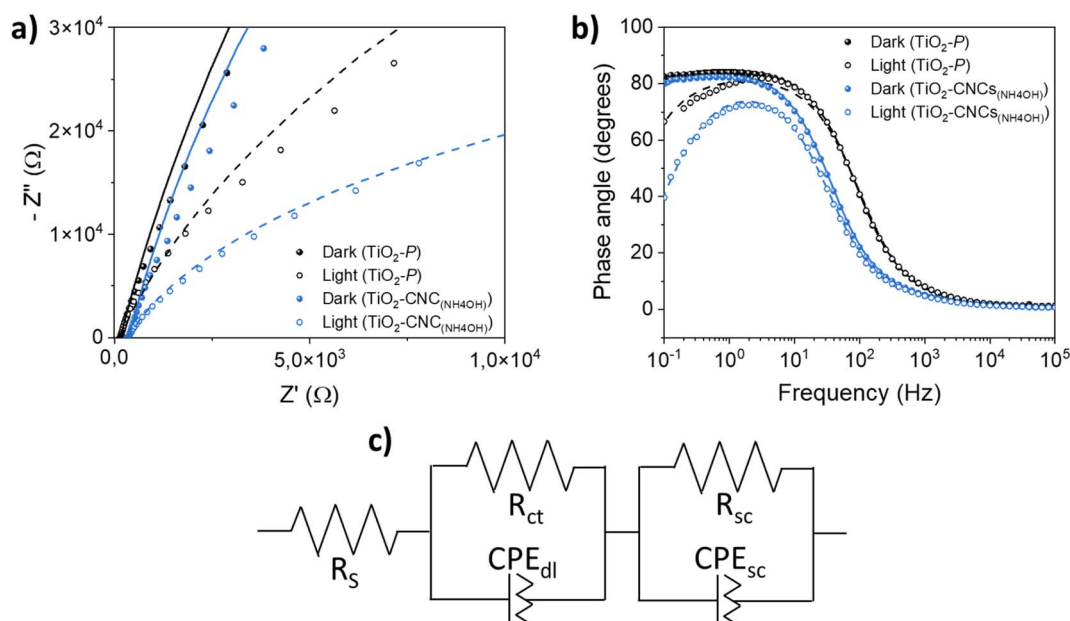 a)
- Z'' (Ω)
3×10⁴
2×10⁴
1×10⁴
0
0,0
5,0×10³
1,0×10⁴
Z' (Ω)
Dark (TiO₂-P)
Light (TiO₂-P)
Dark (TiO₂-CNC(NH4OH))
Light (TiO₂-CNC(NH4OH))
b)
Phase angle (degrees)
100
80
60
40
20
0
10⁻¹ 10⁰ 10¹ 10² 10³ 10⁴ 10⁵
Frequency (Hz)
Dark (TiO₂-P)
Light (TiO₂-P)
Dark (TiO₂-CNCs(NH4OH))
Light (TiO₂-CNCs(NH4OH))
c)
Rct
Rsc
RS
CPEdl
CPEsc